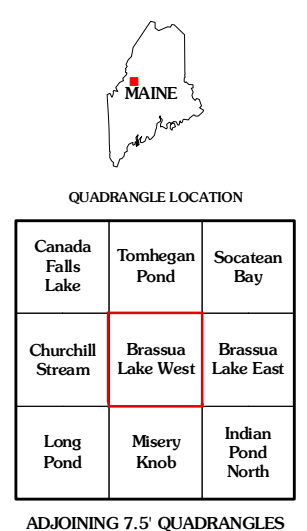 MAINE
QUADRANGLE LOCATION
Canada
Falls
Lake
Tomhegan
Pond
Socatean
Bay
Churchill
Stream
Brassua
Lake West
Brassua
Lake East
Long
Pond
Misery
Knob
Indian
Pond
North
ADJOINING 7.5' QUADRANGLES